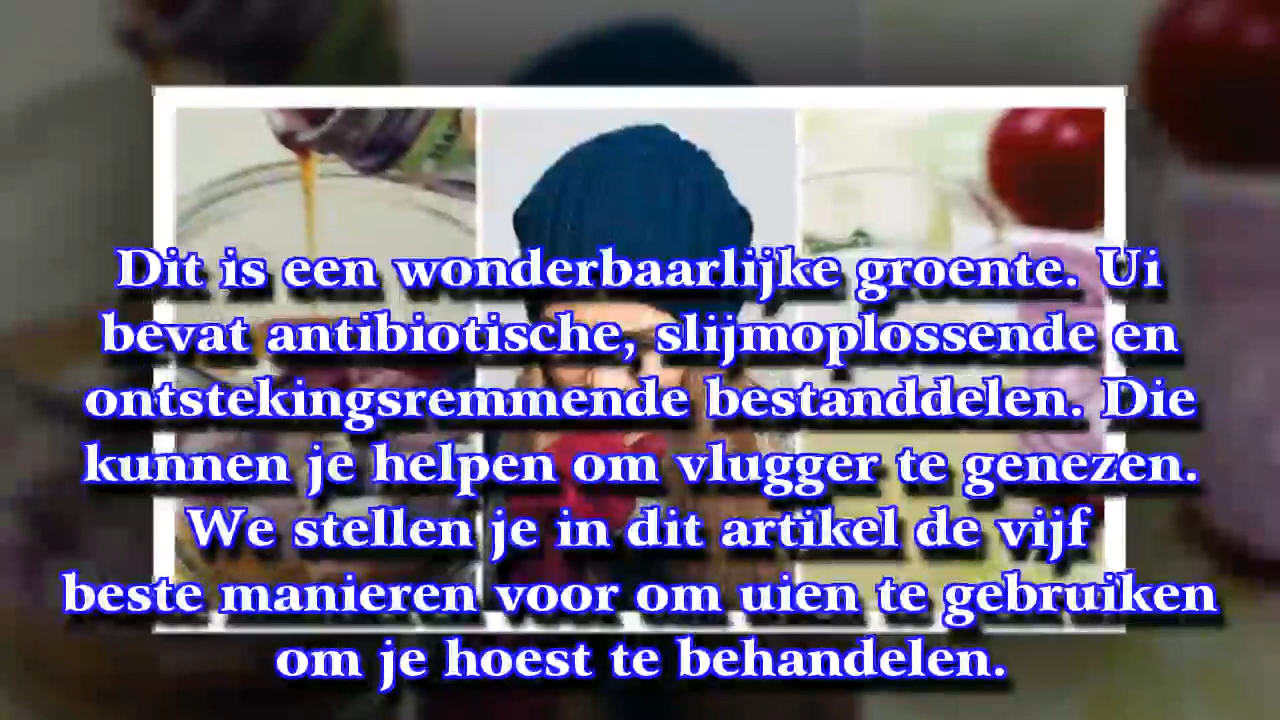 Dit is een wonderbaarlijke groente. Ui
bevat antibiotische, slijmoplossende en
ontstekingsremmende bestanddelen. Die
kunnen je helpen om vlugger te genezen.
We stellen je in dit artikel de vijf
beste manieren voor om uien te gebruiken
om je hoest te behandelen.